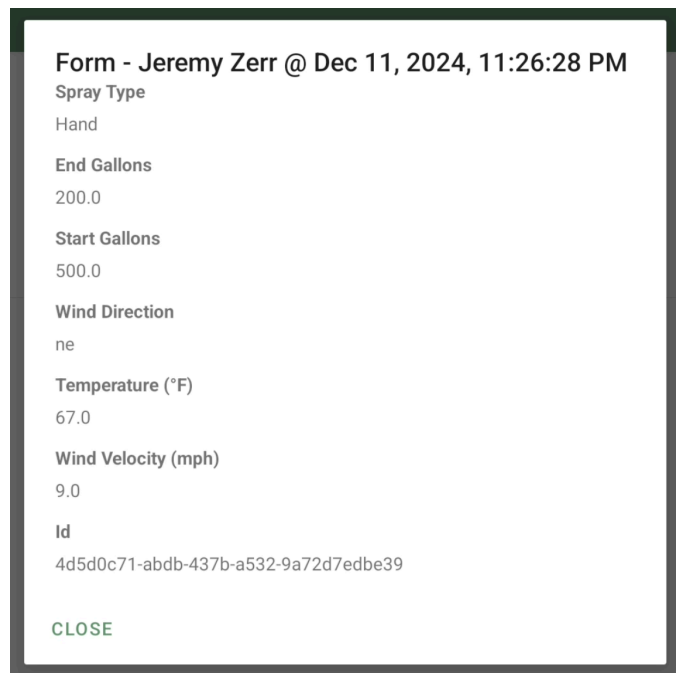 Form - Jeremy Zerr @ Dec 11, 2024, 11:26:28 PM
Spray Type
Hand
End Gallons
200.0
Start Gallons
500.0
Wind Direction
ne
Temperature (°F)
67.0
Wind Velocity (mph)
9.0
Id
4d5d0c71-abdb-437b-a532-9a72d7edbe39
CLOSE